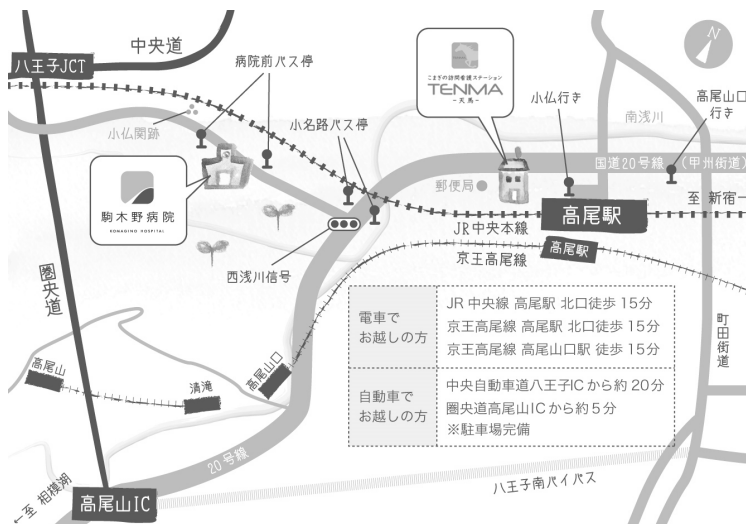 中央道
八王子JCT
病院前バス停
小仏関跡
小名路バス停
こまぎの訪問看護ステーション
TENMA
-天馬-
小仏行き
南浅川
高尾山口
行き
N
国道20号線 (甲州街道)
郵便局
駒木野病院
KOMAGINO HOSPITAL
高尾駅
至 新宿→
JR中央本線
西浅川信号
京王高尾線
高尾駅
圏央道
電車で
お越しの方
JR中央線 高尾駅 北口徒歩 15分
京王高尾線 高尾駅 北口徒歩 15分
京王高尾線 高尾山口駅 徒歩 15分
自動車で
お越しの方
中央自動車道八王子ICから約20分
圏央道高尾山ICから約5分
※駐車場完備
町田街道
高尾山
清滝
高尾山口
20号線
←至 相模湖
高尾山IC
八王子南バイパス